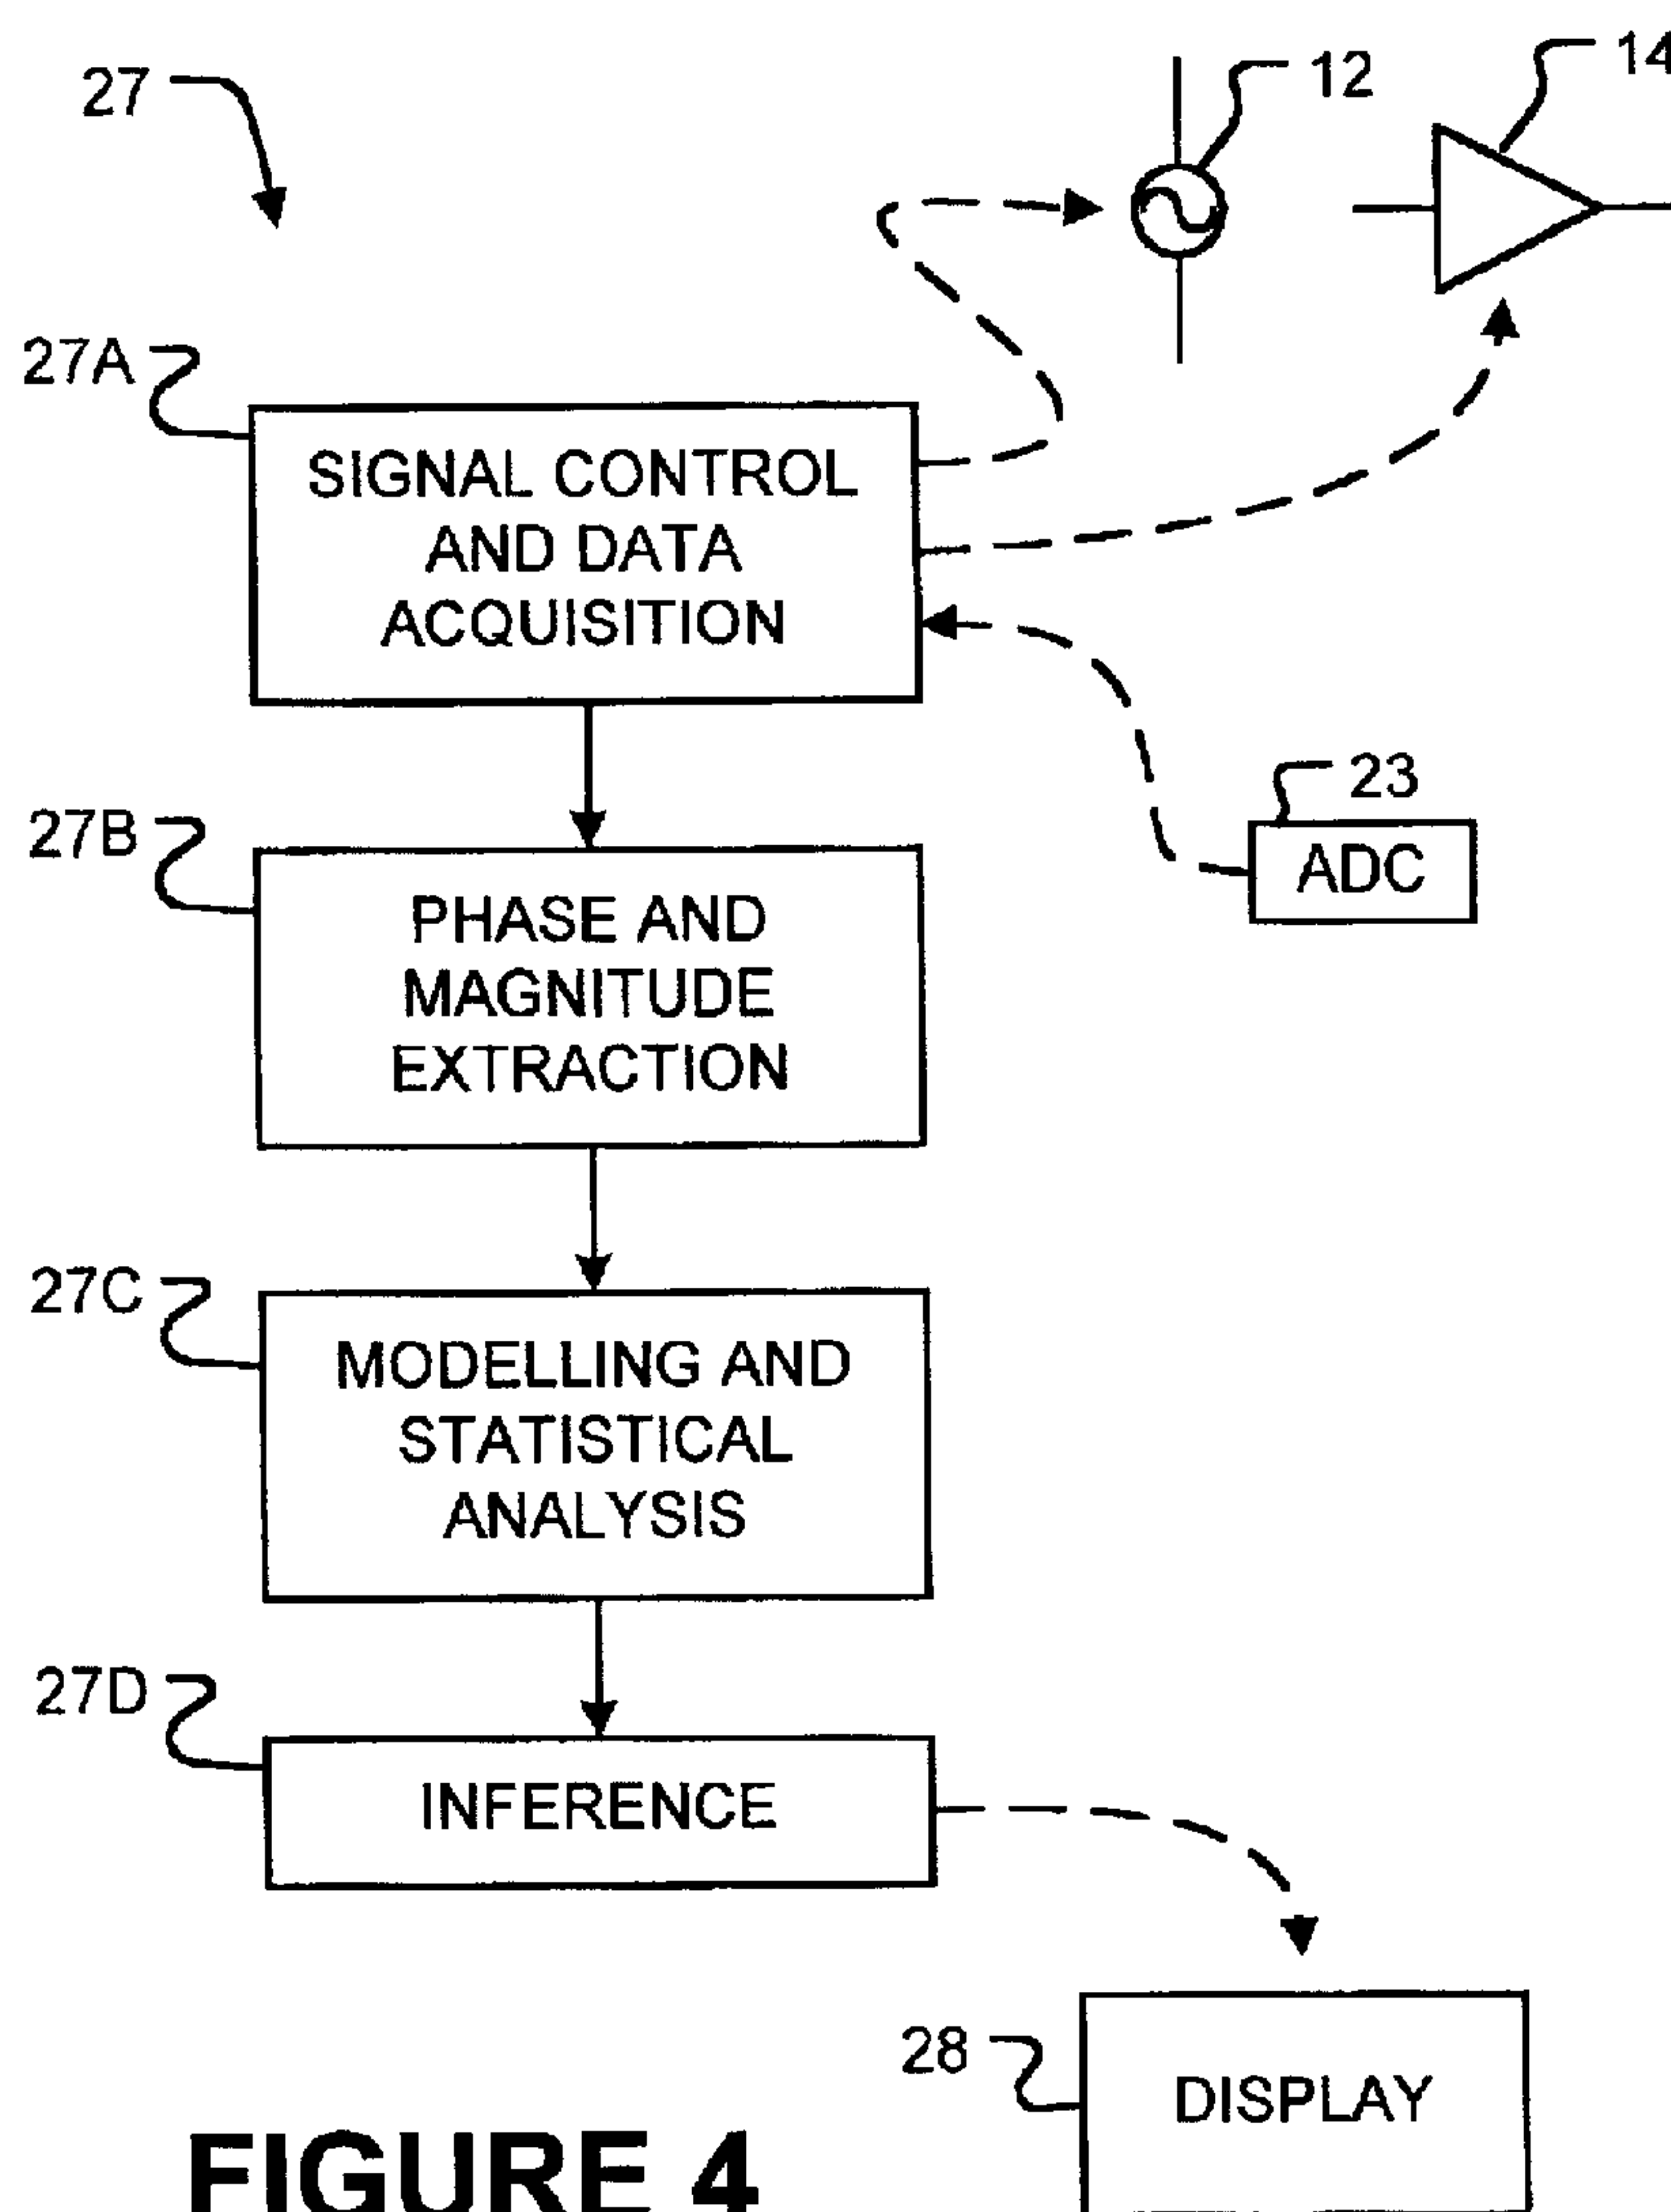 27
12
14
27A
SIGNAL CONTROL
AND DATA
ACQUISITION
23
ADC
27B
PHASE AND
MAGNITUDE
EXTRACTION
27C
MODELLING AND
STATISTICAL
ANALYSIS
27D
INFERENCE
28
DISPLAY
FIGURE 4